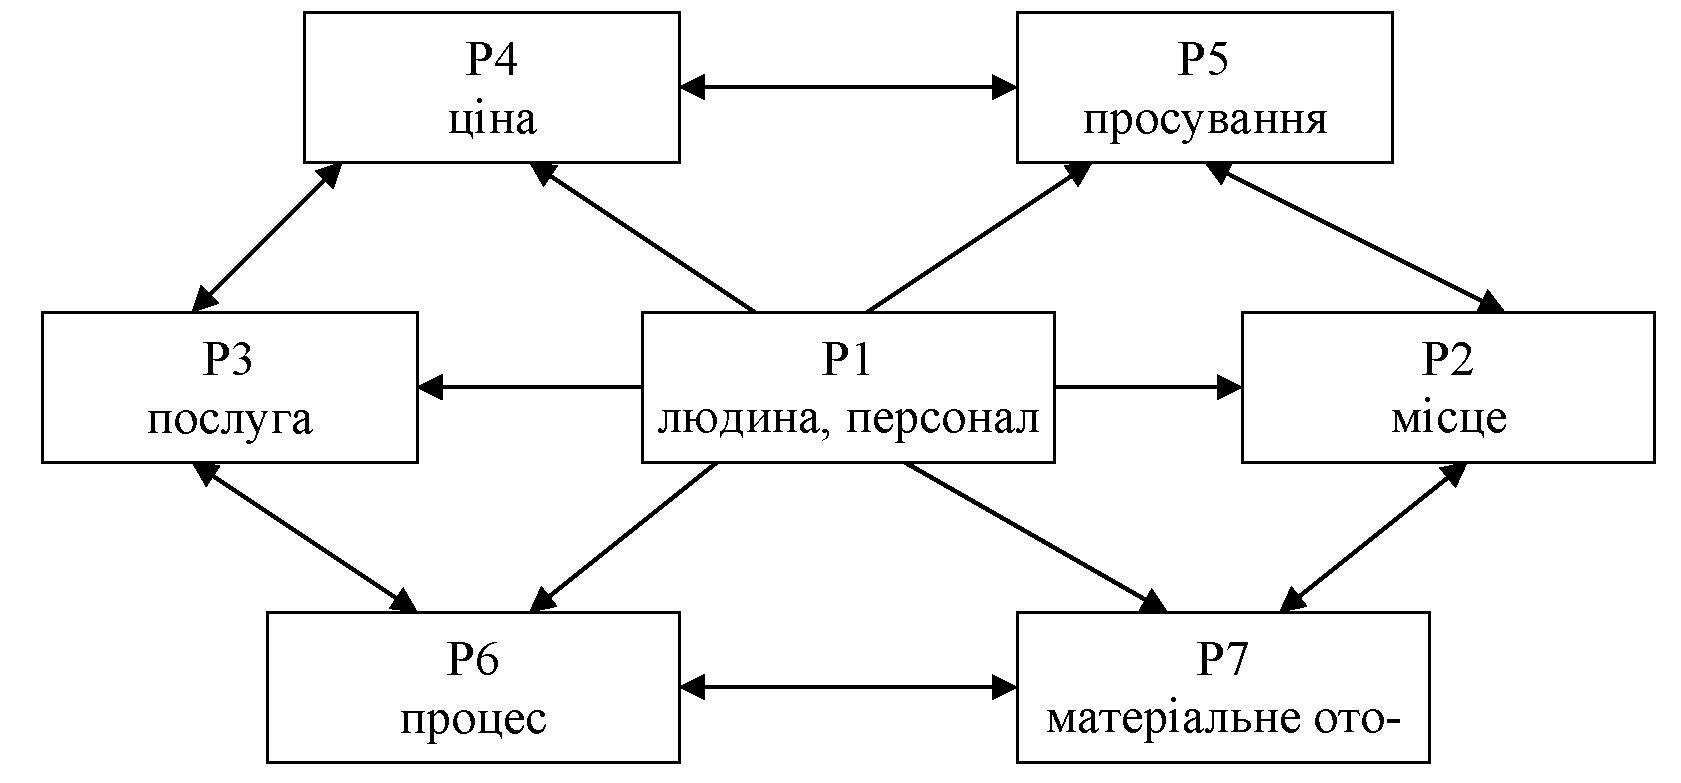 P4
ціна
P5
просування
P3
послуга
P1
людина, персонал
P2
місце
P6
процес
P7
матеріальне ото-